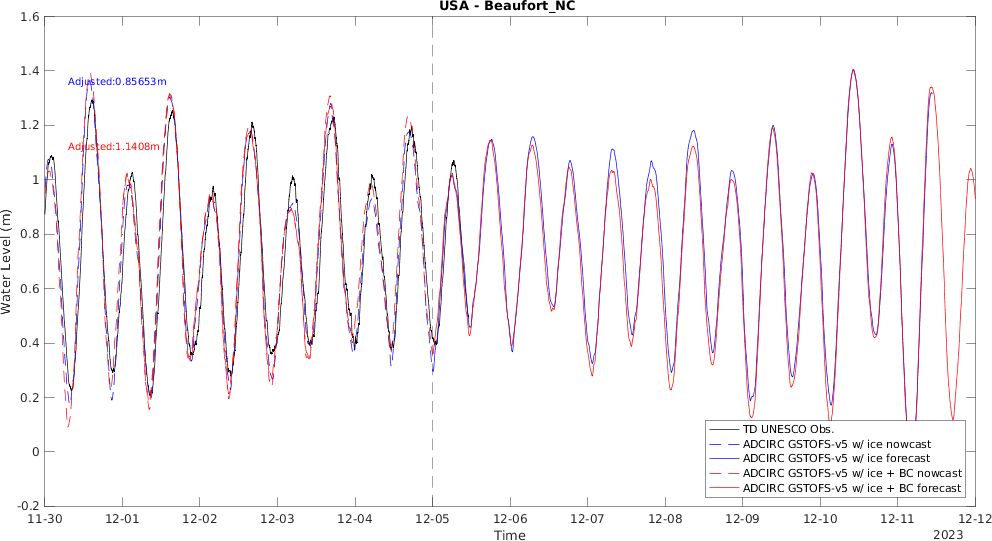 USA - Beaufort_NC
1.6
1.4
1.2
1
0.8
0.6
0.4
0.2
0
-0.2
Water Level (m)
Adjusted:0.85653m
Adjusted:1.1408m
TD UNESCO Obs.
ADCIRC GSTOFS-v5 w/ ice nowcast
ADCIRC GSTOFS-v5 w/ ice forecast
ADCIRC GSTOFS-v5 w/ ice + BC nowcast
ADCIRC GSTOFS-v5 w/ ice + BC forecast
11-30 12-01 12-02 12-03 12-04 12-05 12-06 12-07 12-08 12-09 12-10 12-11 12-12
Time
2023